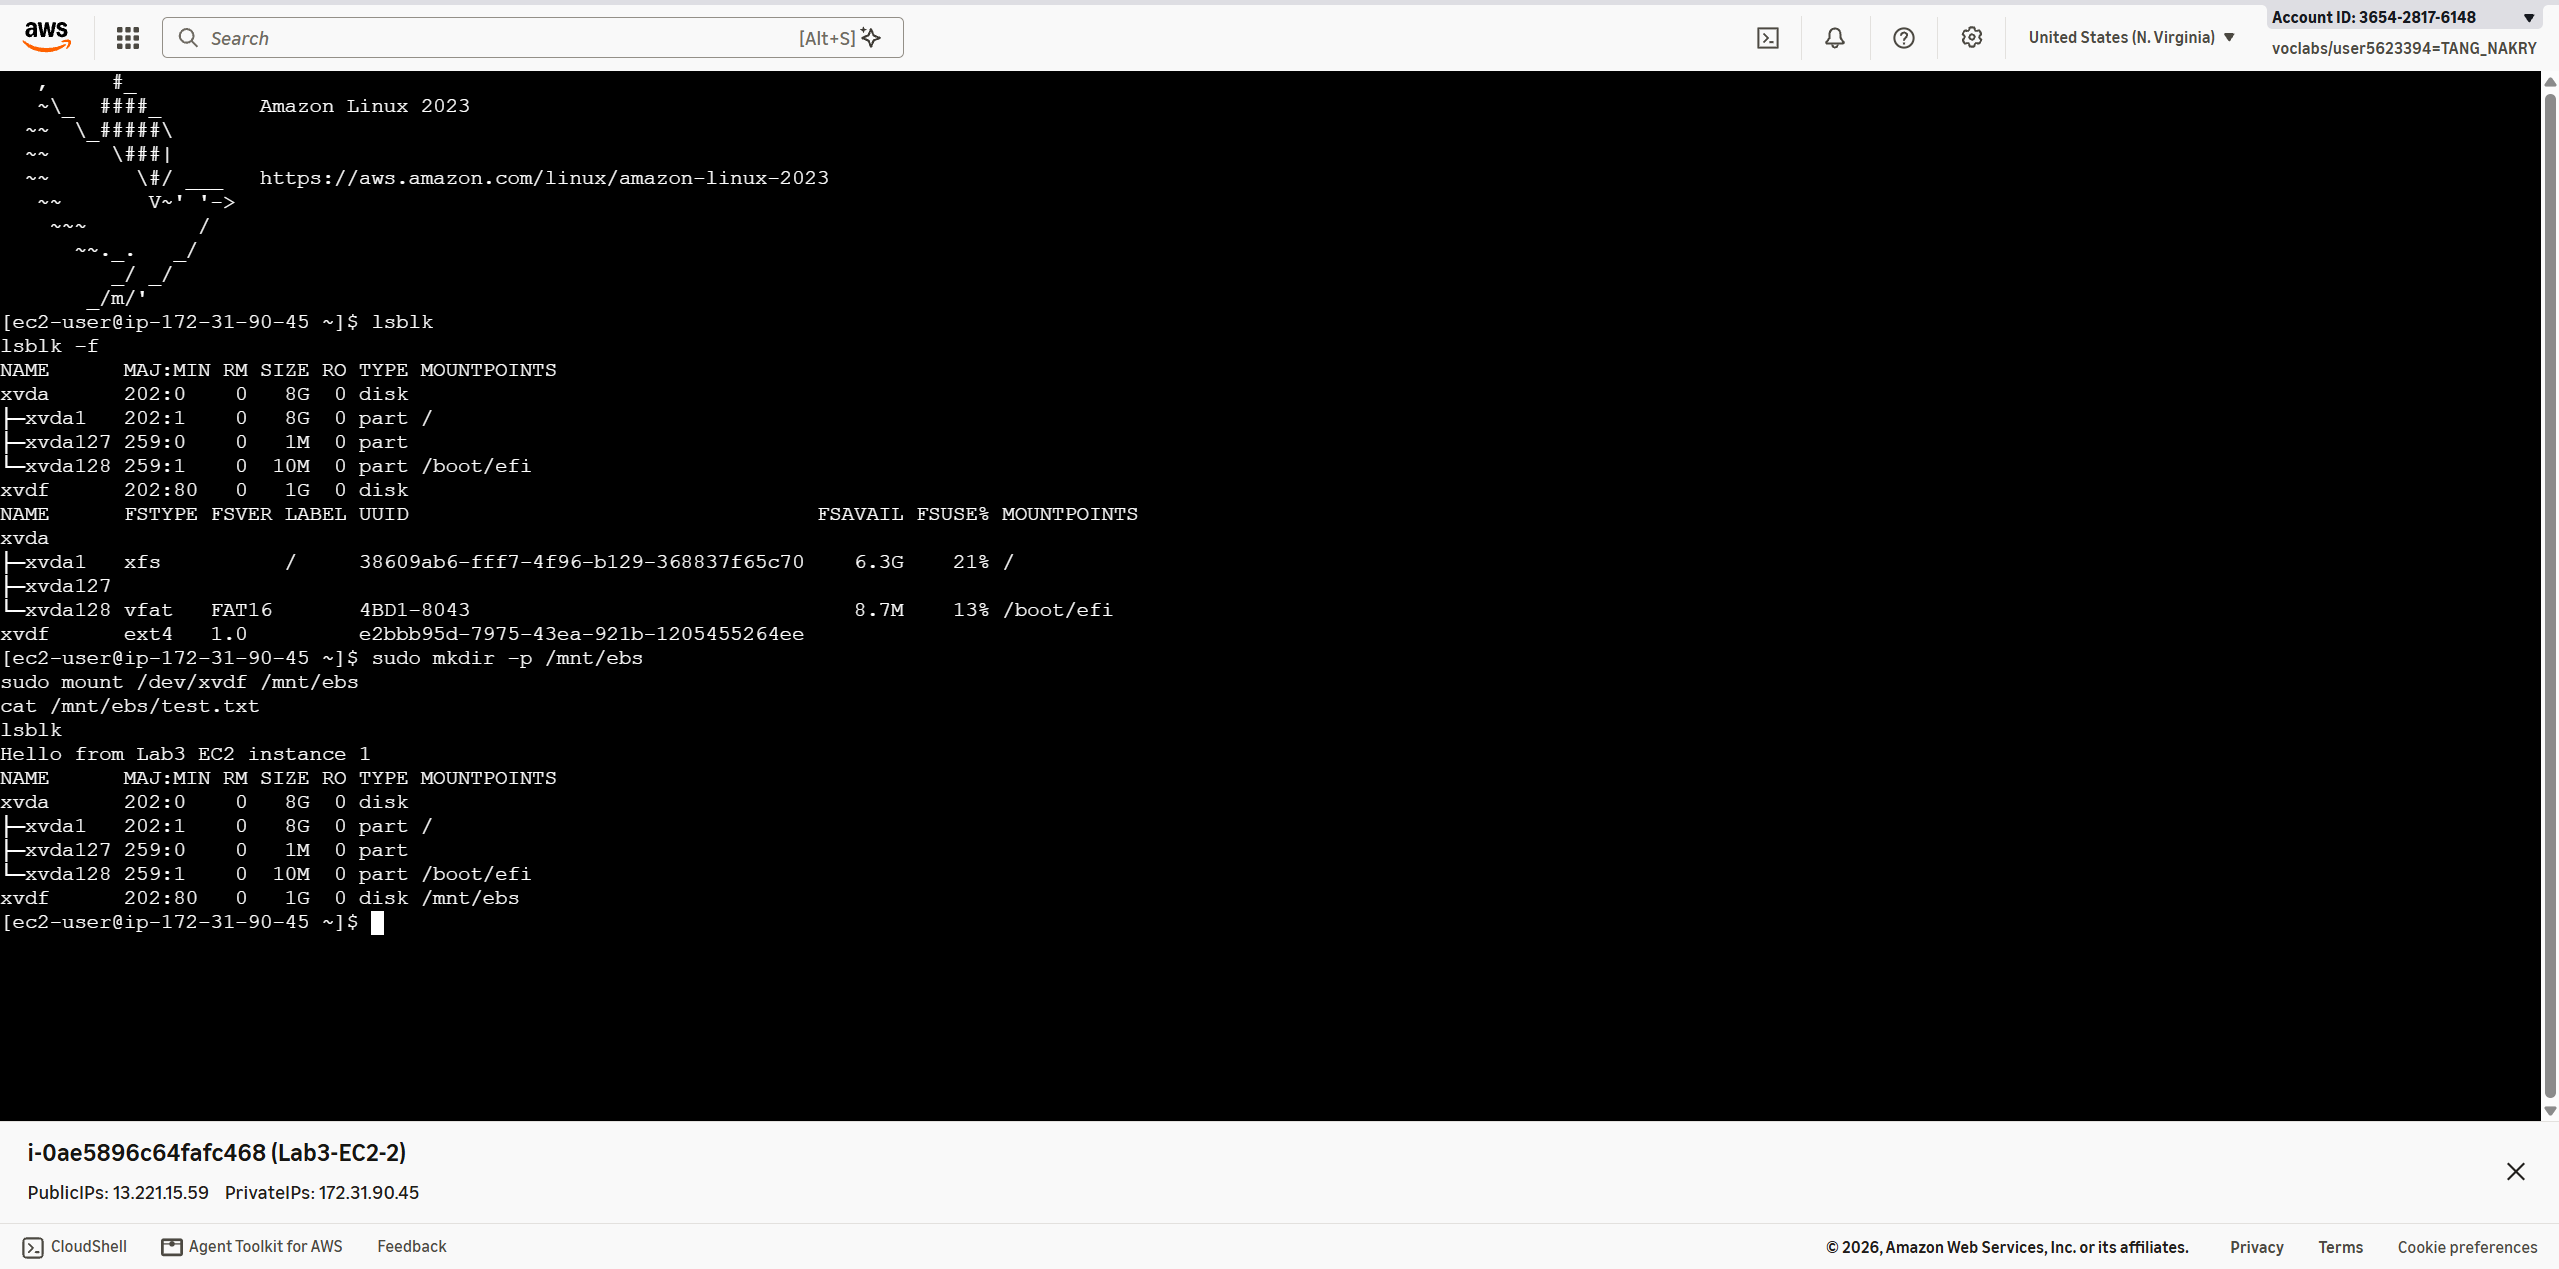 aws
Search [Alt+S]
United States (N. Virginia)
Account ID: 3654-2817-6148
voclabs/user5623394=TANG_NAKRY
   ,     #_
   ~\_  ####_        Amazon Linux 2023
  ~~  \_#####\
  ~~     \###|
  ~~       \#/ ___   https://aws.amazon.com/linux/amazon-linux-2023
   ~~       V~' '->
    ~~~         /
      ~~._.   _/
         _/ _/
       _/m/'
[ec2-user@ip-172-31-90-45 ~]$ lsblk
lsblk -f
NAME      MAJ:MIN RM SIZE RO TYPE MOUNTPOINTS
xvda      202:0    0   8G  0 disk
├─xvda1   202:1    0   8G  0 part /
├─xvda127 259:0    0   1M  0 part
└─xvda128 259:1    0  10M  0 part /boot/efi
xvdf      202:80   0   1G  0 disk
NAME      FSTYPE FSVER LABEL UUID                                 FSAVAIL FSUSE% MOUNTPOINTS
xvda
├─xvda1   xfs          /     38609ab6-fff7-4f96-b129-368837f65c70    6.3G    21% /
├─xvda127
└─xvda128 vfat   FAT16       4BD1-8043                               8.7M    13% /boot/efi
xvdf      ext4   1.0         e2bbb95d-7975-43ea-921b-1205455264ee
[ec2-user@ip-172-31-90-45 ~]$ sudo mkdir -p /mnt/ebs
sudo mount /dev/xvdf /mnt/ebs
cat /mnt/ebs/test.txt
lsblk
Hello from Lab3 EC2 instance 1
NAME      MAJ:MIN RM SIZE RO TYPE MOUNTPOINTS
xvda      202:0    0   8G  0 disk
├─xvda1   202:1    0   8G  0 part /
├─xvda127 259:0    0   1M  0 part
└─xvda128 259:1    0  10M  0 part /boot/efi
xvdf      202:80   0   1G  0 disk /mnt/ebs
[ec2-user@ip-172-31-90-45 ~]$
i-0ae5896c64fafc468 (Lab3-EC2-2)
PublicIPs: 13.221.15.59 PrivateIPs: 172.31.90.45
CloudShell Agent Toolkit for AWS Feedback
© 2026, Amazon Web Services, Inc. or its affiliates. Privacy Terms Cookie preferences